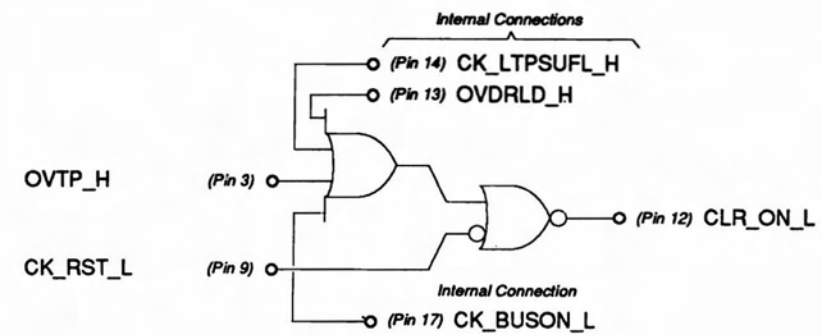 Internal Connections
(Pin 14) CK_LTPSUFL_H
(Pin 13) OVDRLD_H
OVTP_H (Pin 3)
(Pin 12) CLR_ON_L
CK_RST_L (Pin 9)
Internal Connection
(Pin 17) CK_BUSON_L